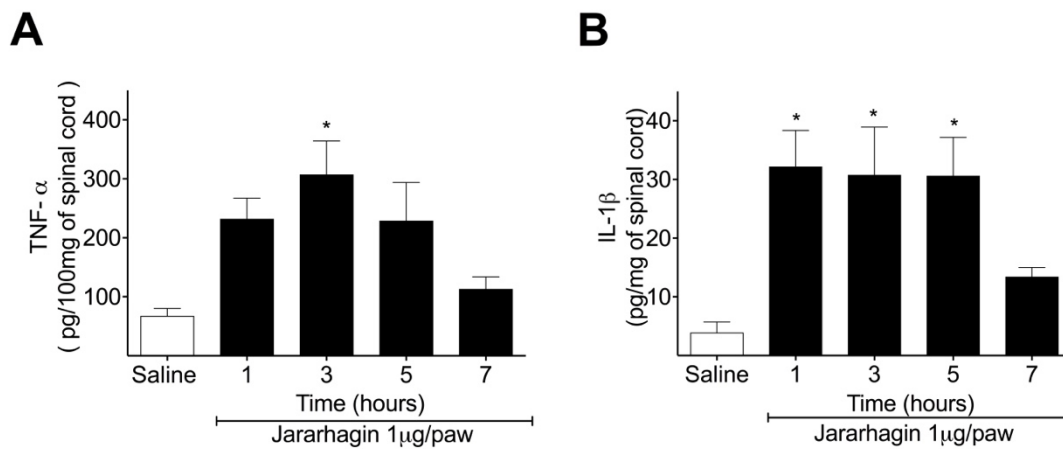 A
TNF- α
( pg/100mg of spinal cord )
400
300
200
100
*
Saline 1 3 5 7
Time (hours)
Jararhagin 1μg/paw
B
IL-1β
(pg/mg of spinal cord)
40
30
20
10
* * *
Saline 1 3 5 7
Time (hours)
Jararhagin 1μg/paw